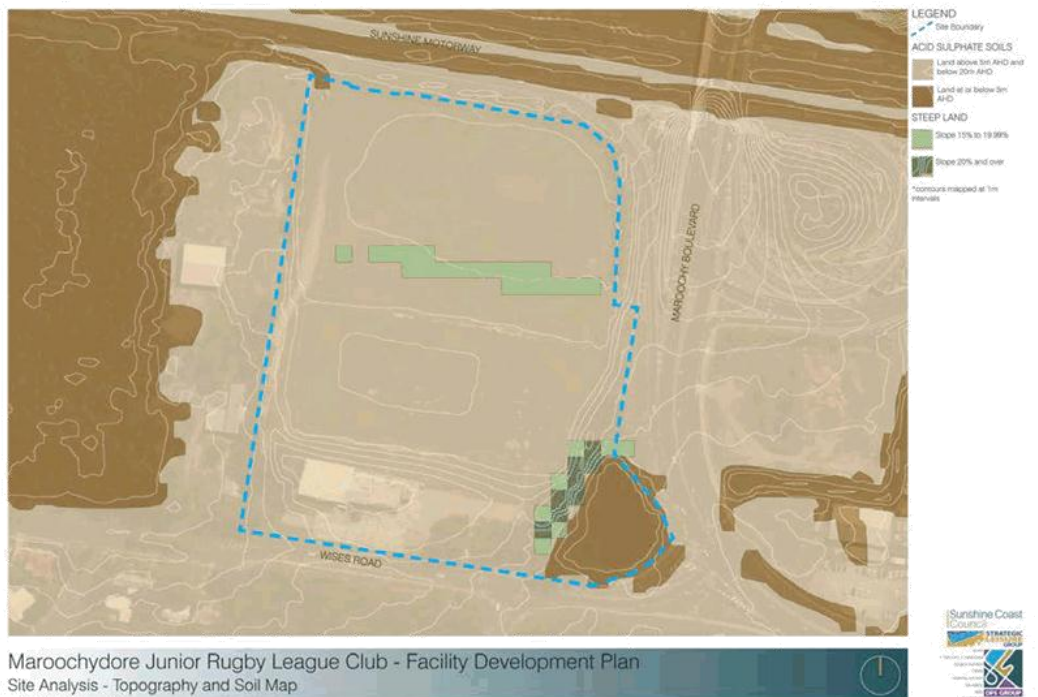 SUNSHINE MOTORWAY
MAROOCHY BOULEVARD
WISES ROAD
LEGEND
Site Boundary
ACID SULPHATE SOILS
Land above 5m AHD and
below 20m AHD
Land at or below 5m
AHD
STEEP LAND
Slope 15% to 19.99%
Slope 20% and over
*contours mapped at 1m
intervals
Maroochydore Junior Rugby League Club - Facility Development Plan
Site Analysis - Topography and Soil Map
Sunshine Coast
Council
STRATEGIC
LEISURE
GROUP
OPS GROUP